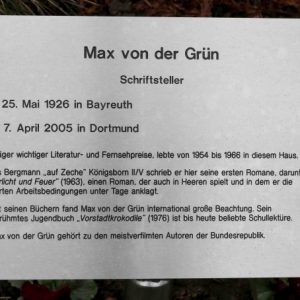 Max von der Grün
Schriftsteller
25. Mai 1926 in Bayreuth
7. April 2005 in Dortmund
wichtiger Literatur- und Fernsehpreise, lebte von 1954 bis 1966 in diesem Haus.
Bergmann „auf Zeche” Königsborn II/V schrieb er hier seine ersten Romane,
und Feuer” (1963), einen Roman, der auch in Heeren spielt und in dem er die
Arbeitsbedingungen unter Tage anklagt.
seinen Büchern fand Max von der Grün international große Beachtung. Sein
Jugendbuch „Vorstadtkrokodile” (1976) ist bis heute beliebte Schullektüre.
von der Grün gehört zu den meistverfilmten Autoren der Bundesrepublik.